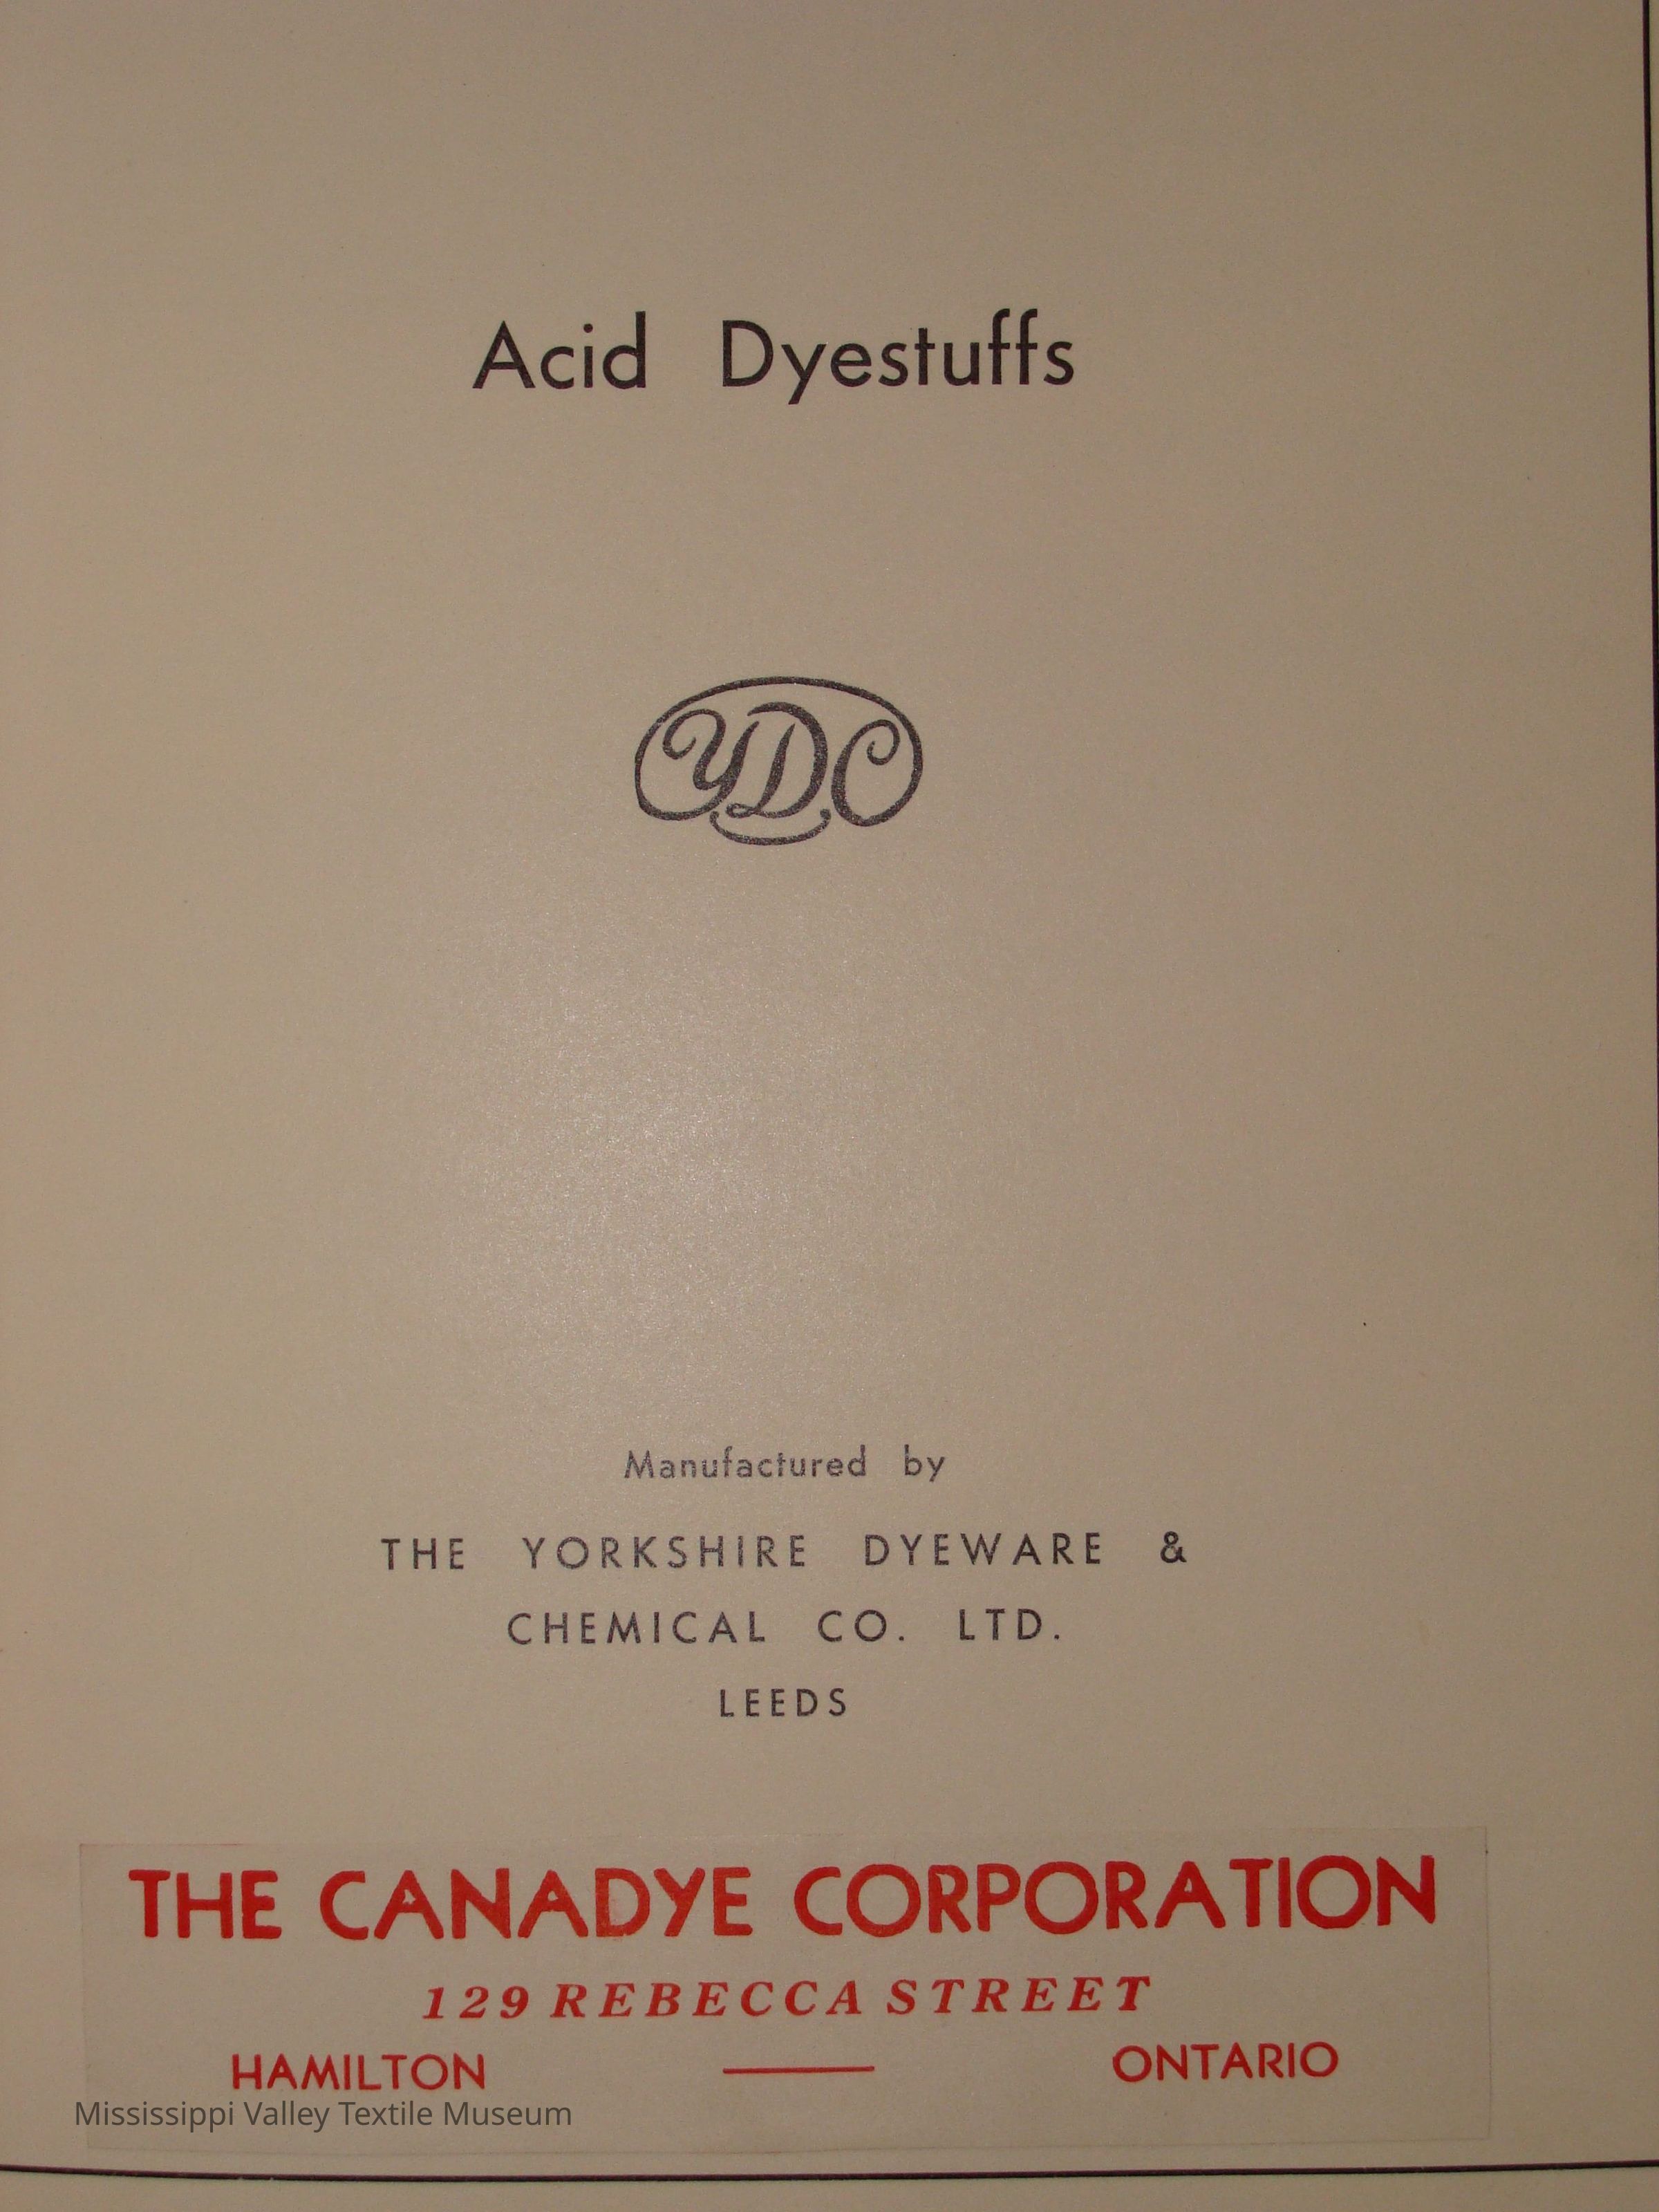 Acid Dyestuffs
YDC
Manufactured by
THE YORKSHIRE DYEWARE &
CHEMICAL CO. LTD.
LEEDS
THE CANADYE CORPORATION
129 REBECCA STREET
HAMILTON — ONTARIO
Mississippi Valley Textile Museum